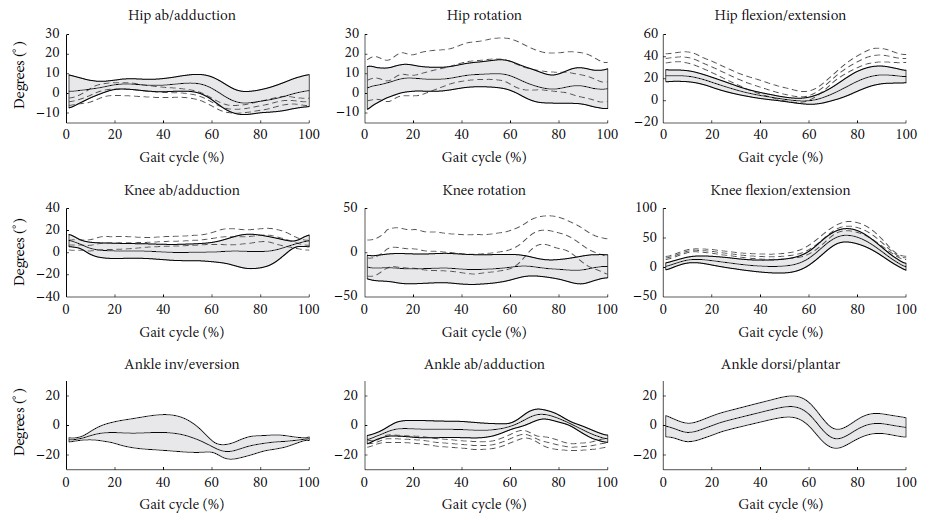 Hip ab/adduction Hip rotation Hip flexion/extension
30 30 60
20 20 40
10 10 20
0 0 0
−10 −10 −20
Degrees (°)
0 20 40 60 80 100 0 20 40 60 80 100 0 20 40 60 80 100
Gait cycle (%) Gait cycle (%) Gait cycle (%)
Knee ab/adduction Knee rotation Knee flexion/extension
40 50 100
20 50
0 0 0
−20
−40 −50 −50
Degrees (°)
0 20 40 60 80 100 0 20 40 60 80 100 0 20 40 60 80 100
Gait cycle (%) Gait cycle (%) Gait cycle (%)
Ankle inv/eversion Ankle ab/adduction Ankle dorsi/plantar
20 20 20
0 0 0
−20 −20 −20
Degrees (°)
0 20 40 60 80 100 0 20 40 60 80 100 0 20 40 60 80 100
Gait cycle (%) Gait cycle (%) Gait cycle (%)